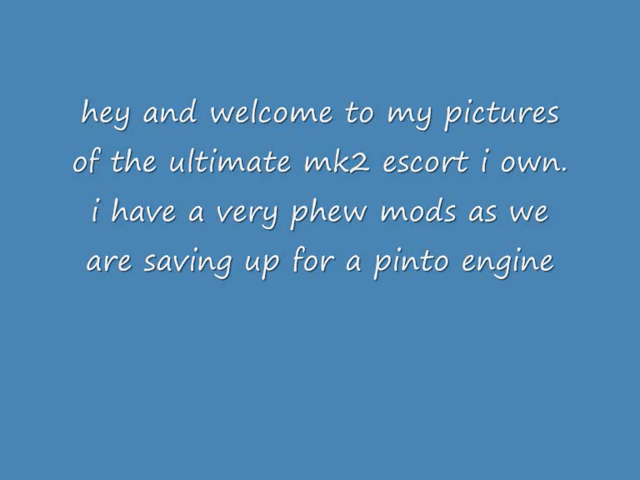 hey and welcome to my pictures
of the ultimate mk2 escort i own.
i have a very phew mods as we
are saving up for a pinto engine